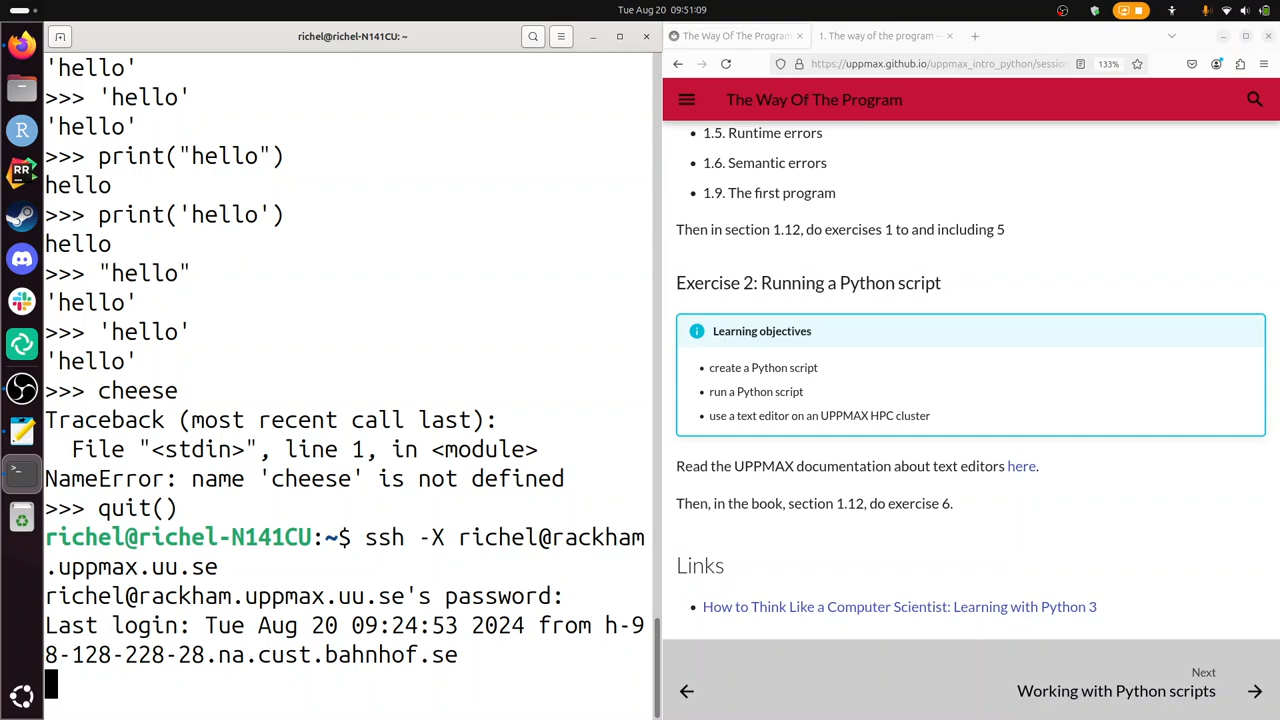 Tue Aug 20 09:51:09
richel@richel-N141CU: ~
'hello'
>>> 'hello'
'hello'
>>> print("hello")
hello
>>> print('hello')
hello
>>> "hello"
'hello'
>>> 'hello'
'hello'
>>> cheese
Traceback (most recent call last):
  File "<stdin>", line 1, in <module>
NameError: name 'cheese' is not defined
>>> quit()
richel@richel-N141CU:~$ ssh -X richel@rackham
.uppmax.uu.se
richel@rackham.uppmax.uu.se's password:
Last login: Tue Aug 20 09:24:53 2024 from h-9
8-128-228-28.na.cust.bahnhof.se
The Way Of The Program
1. The way of the program —
https://uppmax.github.io/uppmax_intro_python/session
133%
The Way Of The Program
• 1.5. Runtime errors
• 1.6. Semantic errors
• 1.9. The first program
Then in section 1.12, do exercises 1 to and including 5
Exercise 2: Running a Python script
Learning objectives
• create a Python script
• run a Python script
• use a text editor on an UPPMAX HPC cluster
Read the UPPMAX documentation about text editors here.
Then, in the book, section 1.12, do exercise 6.
Links
• How to Think Like a Computer Scientist: Learning with Python 3
Next
Working with Python scripts
R
RR
>_